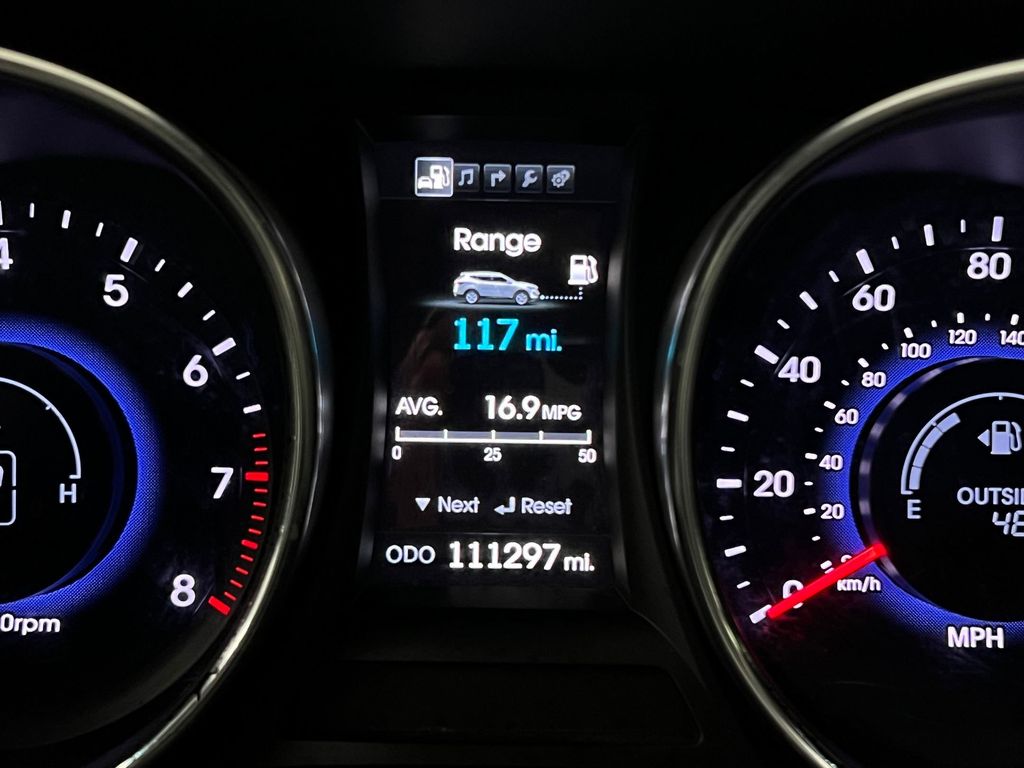 Range
117 mi.
AVG. 16.9 MPG
0 25 50
▼ Next ↵ Reset
ODO 111297 mi.
4
5
6
7
8
H
0rpm
0
20
40
60
80
20
40
60
80
100
120
140
km/h
MPH
E
OUTSI